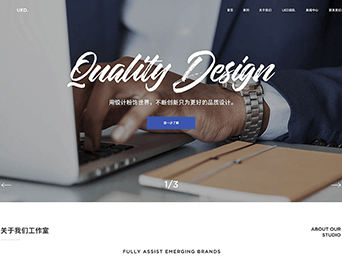 UED.
首页 案例 关于我们 UED团队 新闻中心 联系我们
Quality Design
用设计粉饰世界,不断创新只为更好的品质设计。
进一步了解
1/3
关于我们工作室
ABOUT OUR
STUDIO
FULLY ASSIST EMERGING BRANDS